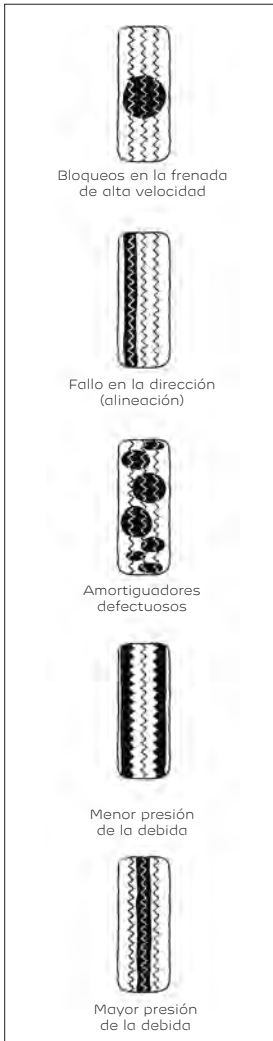 Bloqueos en la frenada
de alta velocidad
Fallo en la dirección
(alineación)
Amortiguadores
defectuosos
Menor presión
de la debida
Mayor presión
de la debida